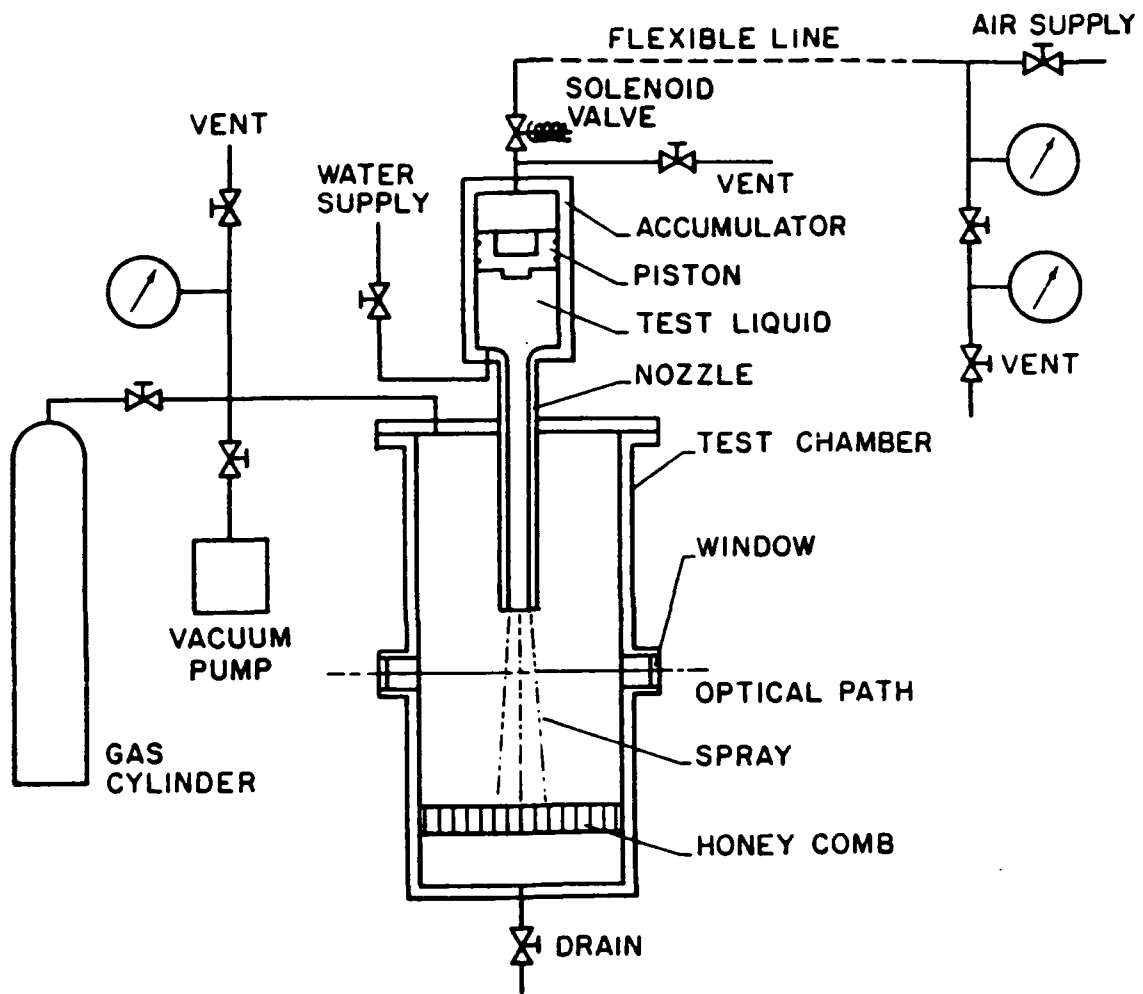 AIR SUPPLY
FLEXIBLE LINE
SOLENOID
VALVE
VENT
WATER
SUPPLY
VENT
ACCUMULATOR
PISTON
TEST LIQUID
VENT
NOZZLE
TEST CHAMBER
WINDOW
VACUUM
PUMP
OPTICAL PATH
SPRAY
GAS
CYLINDER
HONEY COMB
DRAIN